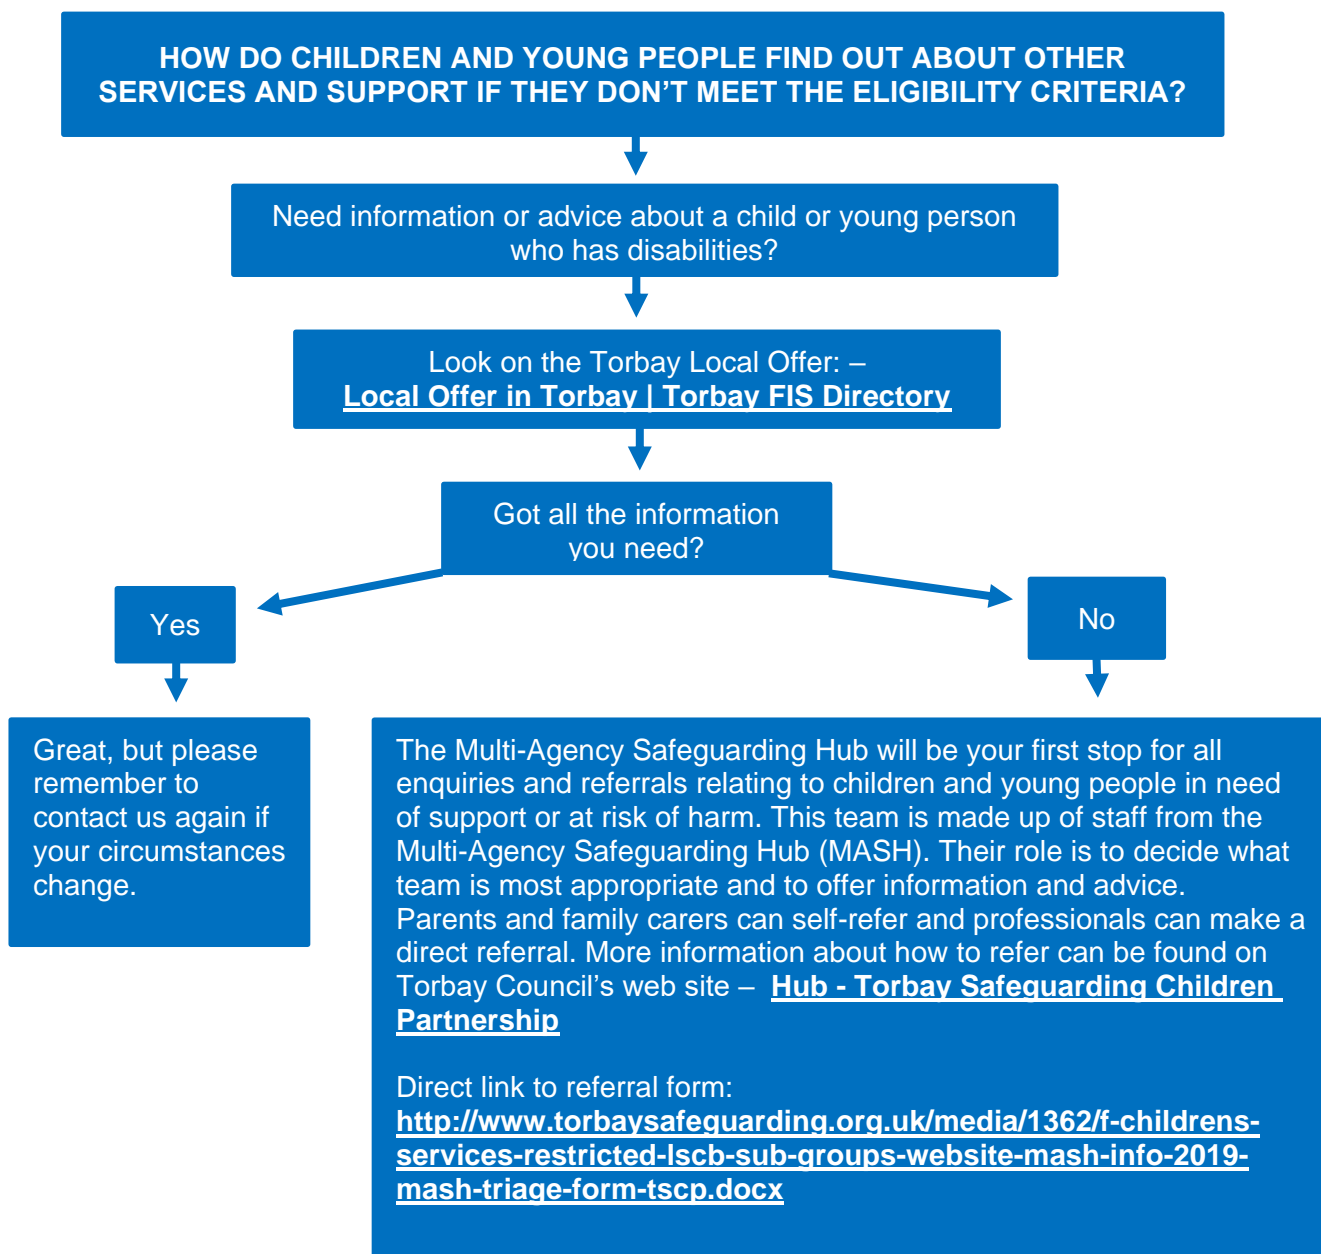 HOW DO CHILDREN AND YOUNG PEOPLE FIND OUT ABOUT OTHER
SERVICES AND SUPPORT IF THEY DON’T MEET THE ELIGIBILITY CRITERIA?
Need information or advice about a child or young person
who has disabilities?
Look on the Torbay Local Offer: –
Local Offer in Torbay | Torbay FIS Directory
Got all the information
you need?
Yes
No
Great, but please
remember to
contact us again if
your circumstances
change.
The Multi-Agency Safeguarding Hub will be your first stop for all
enquiries and referrals relating to children and young people in need
of support or at risk of harm. This team is made up of staff from the
Multi-Agency Safeguarding Hub (MASH). Their role is to decide what
team is most appropriate and to offer information and advice.
Parents and family carers can self-refer and professionals can make a
direct referral. More information about how to refer can be found on
Torbay Council’s web site – Hub - Torbay Safeguarding Children
Partnership
Direct link to referral form:
http://www.torbaysafeguarding.org.uk/media/1362/f-childrens-
services-restricted-lscb-sub-groups-website-mash-info-2019-
mash-triage-form-tscp.docx